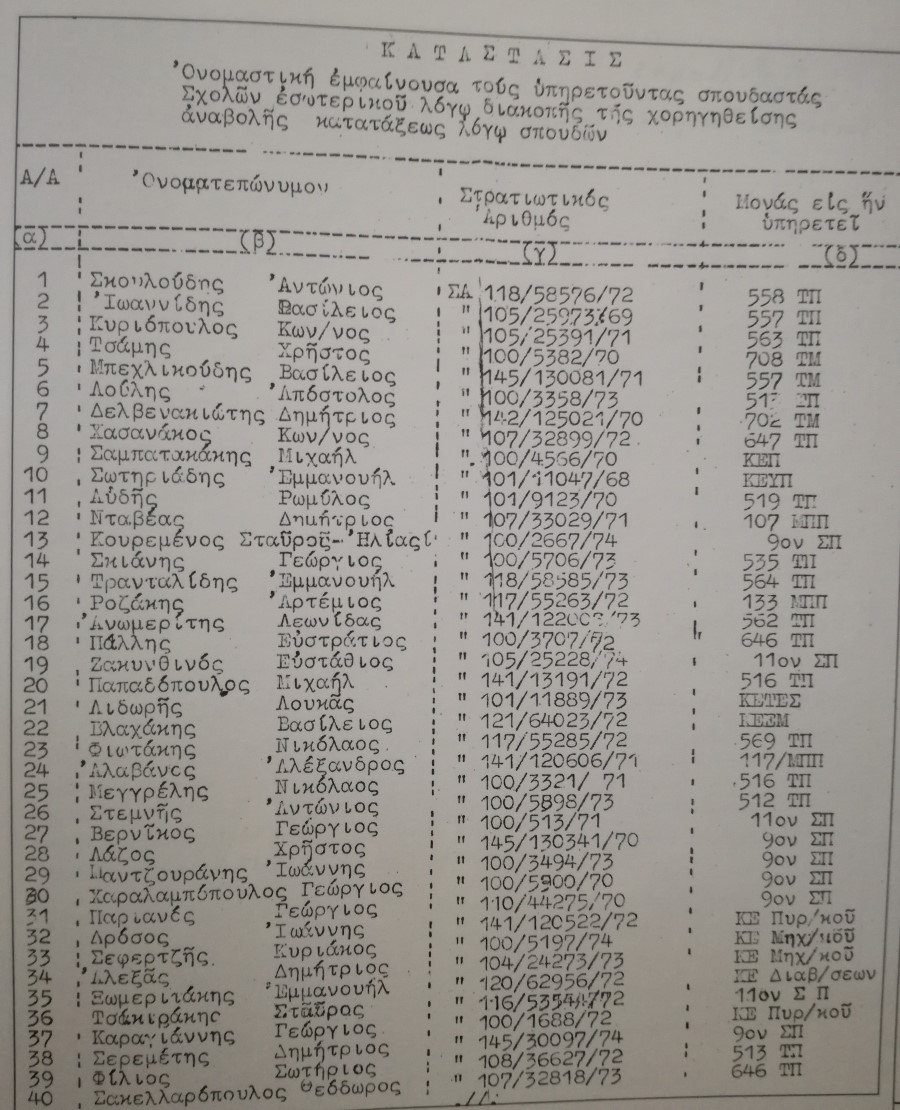 ΚΑΤΑΣΤΑΣΙΣ
Ὀνομαστική ἐμφαίνουσα τούς ὑπηρετοῦντας σπουδαστάς
Σχολῶν ἐσωτερικοῦ λόγῳ διακοπῆς τῆς χορηγηθείσης
ἀναβολῆς κατατάξεως λόγῳ σπουδῶν
Α/Α Ὀνοματεπώνυμον Στρατιωτικός Ἀριθμός Μονάς εἰς ἥν ὑπηρετεῖ
(α) (β) (γ) (δ)
1 Σκουλούδης Ἀντώνιος ΣΑ 118/58576/72 558 ΤΠ
2 Ἰωαννίδης Βασίλειος " 105/25973/69 557 ΤΠ
3 Κυριόπουλος Κων/νος " 105/25391/71 563 ΤΠ
4 Τσάμης Χρῆστος " 100/5382/70 708 ΤΜ
5 Μπεχλικούδης Βασίλειος " 145/130081/71 557 ΤΜ
6 Λούλης Ἀπόστολος " 100/3358/73 ΤΠ
7 Δελβενακιώτης Δημήτριος " 142/125021/70 702 ΤΜ
8 Χασανάκος Κων/νος " 107/32899/72 647 ΤΠ
9 Σαμπατακάκης Μιχαήλ " 100/4566/70 ΚΕΠ
10 Σωτηριάδης Ἐμμανουήλ " 101/11047/68 ΚΕΥΠ
11 Αὐδῆς Ρωμύλος " 101/9123/70 519 ΤΠ
12 Νταβέας Δημήτριος " 107/33029/71 107 ΜΠΠ
13 Κουρεμένος Σταῦρος-Ἠλίας " 100/2667/74 9ον ΣΠ
14 Σκιάνης Γεώργιος " 100/5706/73 535 ΤΠ
15 Τρανταλίδης Ἐμμανουήλ " 118/58585/73 564 ΤΠ
16 Ροζάκης Ἀρτέμιος " 117/55263/72 133 ΜΠΠ
17 Ἀνωμερίτης Λεωνίδας " 562 ΤΠ
18 Πάλλης Εὐστράτιος " 100/3707/72 646 ΤΠ
19 Ζακυνθινός Εὐστάθιος " 105/25228/74 11ον ΣΠ
20 Παπαδόπουλος Μιχαήλ " 141/13191/72 516 ΤΠ
21 Λιδωρῆς Λουκᾶς " 101/11889/73 ΚΕΤΕΣ
22 Βλαχάκης Βασίλειος " 121/64023/72 ΚΕΕΜ
23 Φιωτάκης Νικόλαος " 117/55285/72 569 ΤΠ
24 Ἀλαβάνος Ἀλέξανδρος " 141/120606/71 117/ΜΠΠ
25 Μεγγρέλης Νικόλαος " 100/3321/ 71 516 ΤΠ
26 Στεμνῆς Ἀντώνιος " 100/5898/73 512 ΤΠ
27 Βερνῖκος Γεώργιος " 100/513/71 11ον ΣΠ
28 Λάζος Χρῆστος " 145/130341/70 9ον ΣΠ
29 Μαντζουράνης Ἰωάννης " 100/3494/73 9ον ΣΠ
30 Χαραλαμπόπουλος Γεώργιος " 100/5900/70 9ον ΣΠ
31 Παριανός Γεώργιος " 110/44275/70 9ον ΣΠ
32 Δρόσος Ἰωάννης " 141/120522/72 ΚΕ Πυρ/κοῦ
33 Σεφερτζῆς Κυριάκος " 100/5197/74 ΚΕ Μηχ/κοῦ
34 Ἀλεξᾶς Δημήτριος " 104/24273/73 ΚΕ Μηχ/κοῦ
35 Ξωμεριτάκης Ἐμμανουήλ " 120/62956/72 ΚΕ Διαβ/σεων
36 Τσάκιράκης Σταῦρος " 116/53544/72 11ον Σ Π
37 Καραγιάννης Γεώργιος " 100/1688/72 ΚΕ Πυρ/κοῦ
38 Σερεμέτης Δημήτριος " 145/30097/74 9ον ΣΠ
39 Φίλιος Σωτήριος " 108/36627/72 513 ΤΠ
40 Σακελλαρόπουλος Θεόδωρος " 107/32818/73 646 ΤΠ
.//.